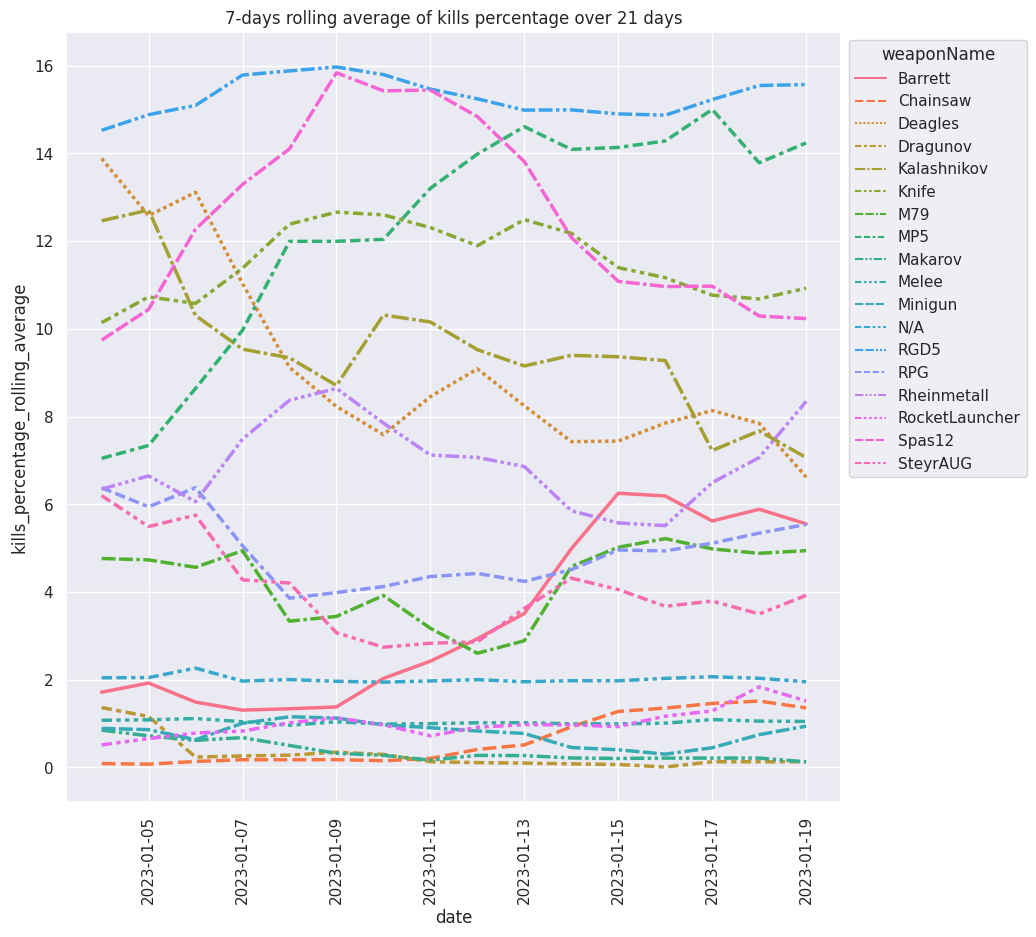 7-days rolling average of kills percentage over 21 days
kills_percentage_rolling_average
16
14
12
10
8
6
4
2
0
2023-01-05
2023-01-07
2023-01-09
2023-01-11
2023-01-13
2023-01-15
2023-01-17
2023-01-19
date
weaponName
Barrett
Chainsaw
Deagles
Dragunov
Kalashnikov
Knife
M79
MP5
Makarov
Melee
Minigun
N/A
RGD5
RPG
Rheinmetall
RocketLauncher
Spas12
SteyrAUG